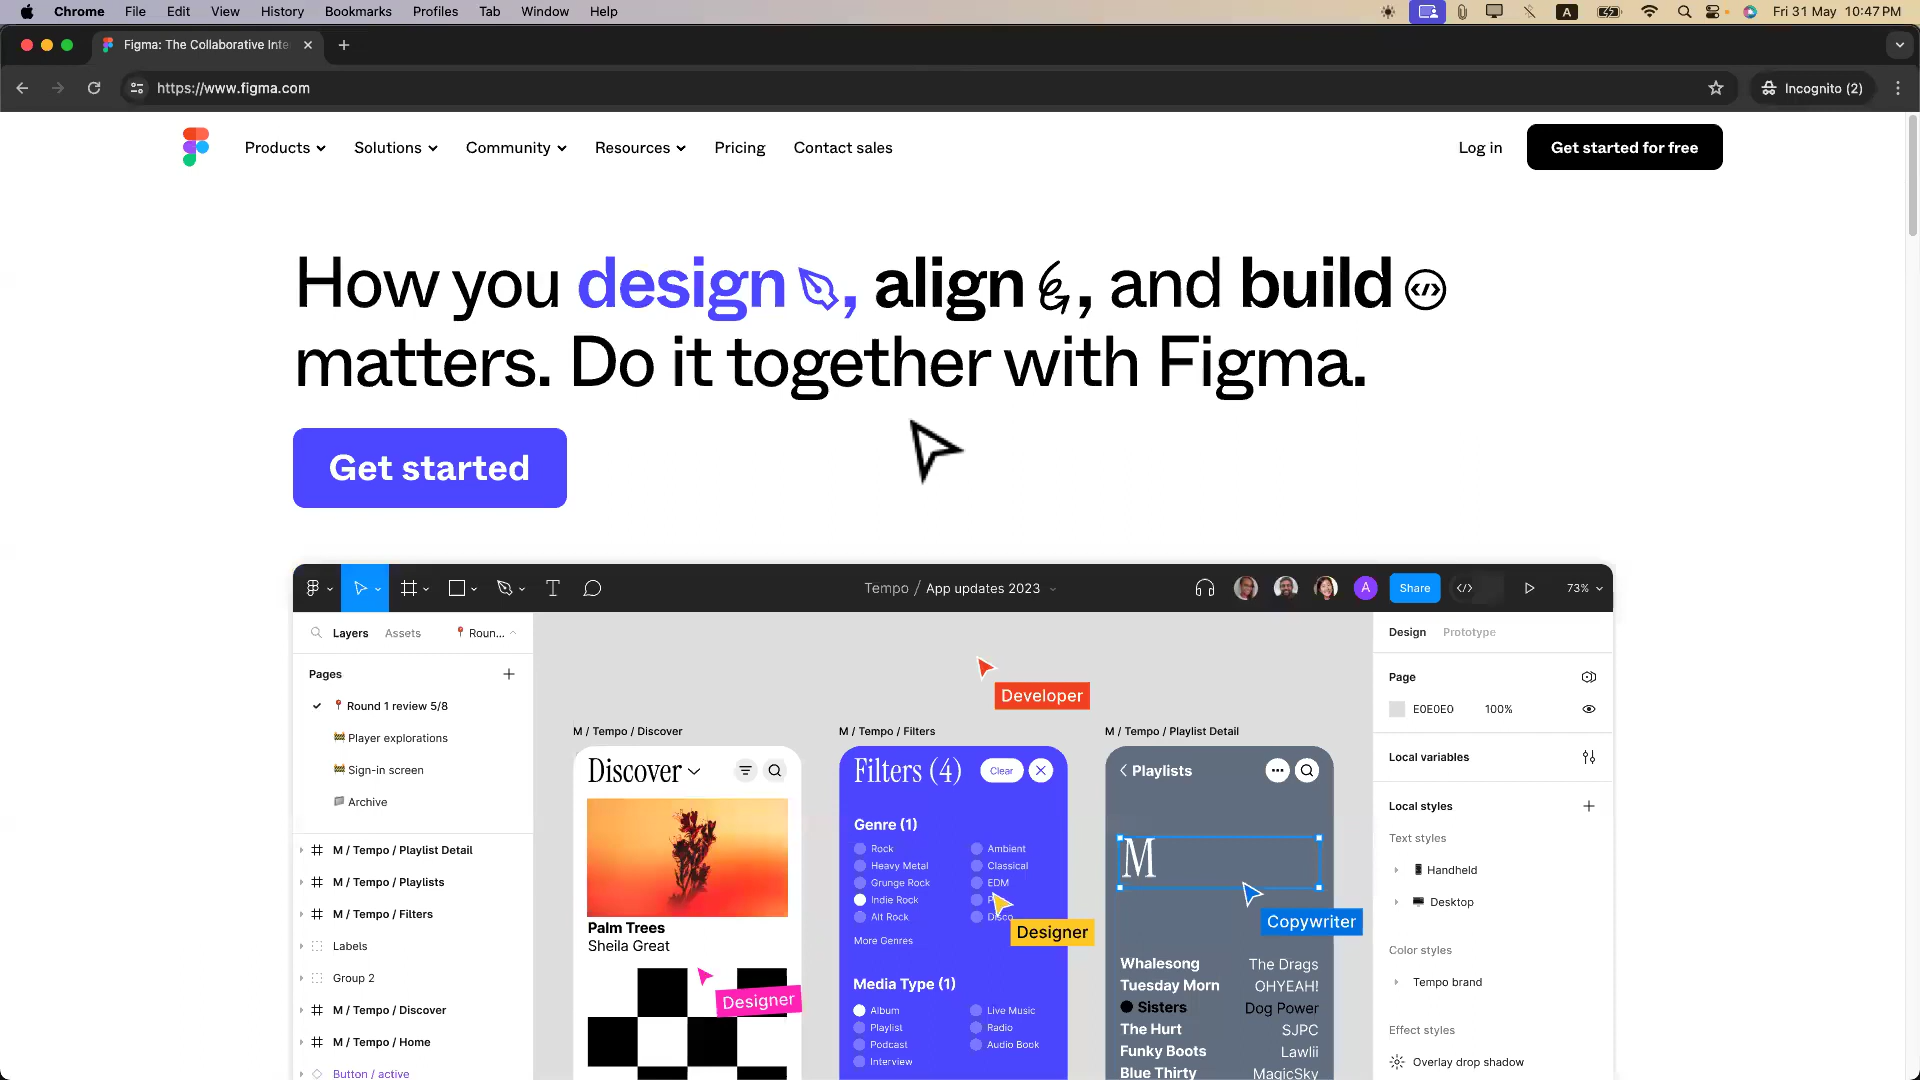 Chrome File Edit View History Bookmarks Profiles Tab Window Help A Fri 31 May 10:47 PM
Figma: The Collaborative Inte
https://www.figma.com Incognito (2)
Products Solutions Community Resources Pricing Contact sales Log in Get started for free
How you design, align, and build
matters. Do it together with Figma.
Get started
Tempo / App updates 2023 A Share 73%
Layers Assets Roun...
Pages
Round 1 review 5/8
Player explorations
Sign-in screen
Archive
M / Tempo / Playlist Detail
M / Tempo / Playlists
M / Tempo / Filters
Labels
Group 2
M / Tempo / Discover
M / Tempo / Home
Button / active
Developer
M / Tempo / Discover
Discover
Palm Trees
Sheila Great
Designer
M / Tempo / Filters
Filters (4) Clear
Genre (1)
Rock Ambient
Heavy Metal Classical
Grunge Rock EDM
Indie Rock
Alt Rock Disco
More Genres
Designer
Media Type (1)
Album Live Music
Playlist Radio
Podcast Audio Book
Interview
M / Tempo / Playlist Detail
Playlists
M
Copywriter
Whalesong The Drags
Tuesday Morn OHYEAH!
Sisters Dog Power
The Hurt SJPC
Funky Boots Lawlii
Blue Thirty MagicSky
Design Prototype
Page
E0E0E0 100%
Local variables
Local styles
Text styles
Handheld
Desktop
Color styles
Tempo brand
Effect styles
Overlay drop shadow